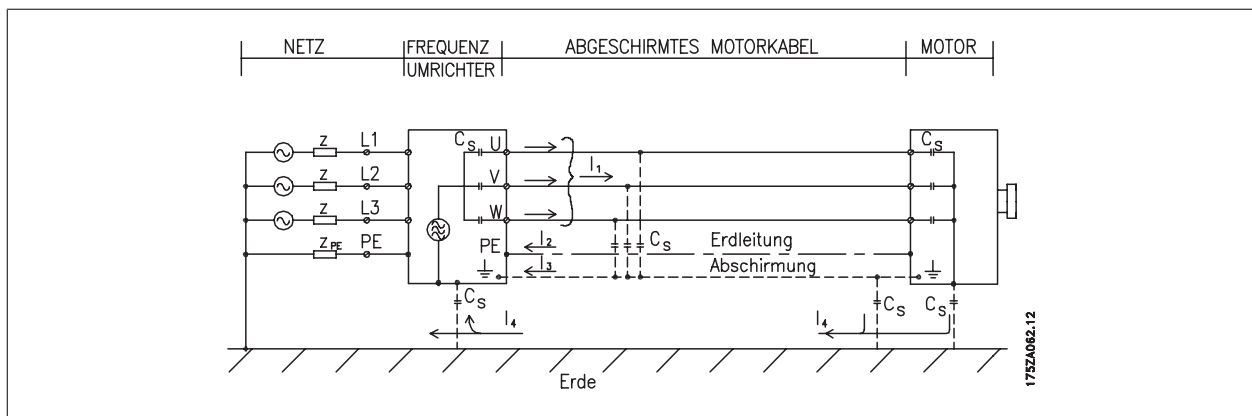 NETZ
FREQUENZ
UMRICHTER
ABGESCHIRMTES MOTORKABEL
MOTOR
Z
L1
Z
L2
Z
L3
Z PE
PE
C S
U
V
W
PE
I 1
I 2
I 3
C S
Erdleitung
Abschirmung
C S
C S
I 4
I 4
C S
C S
Erde
175ZA062.12